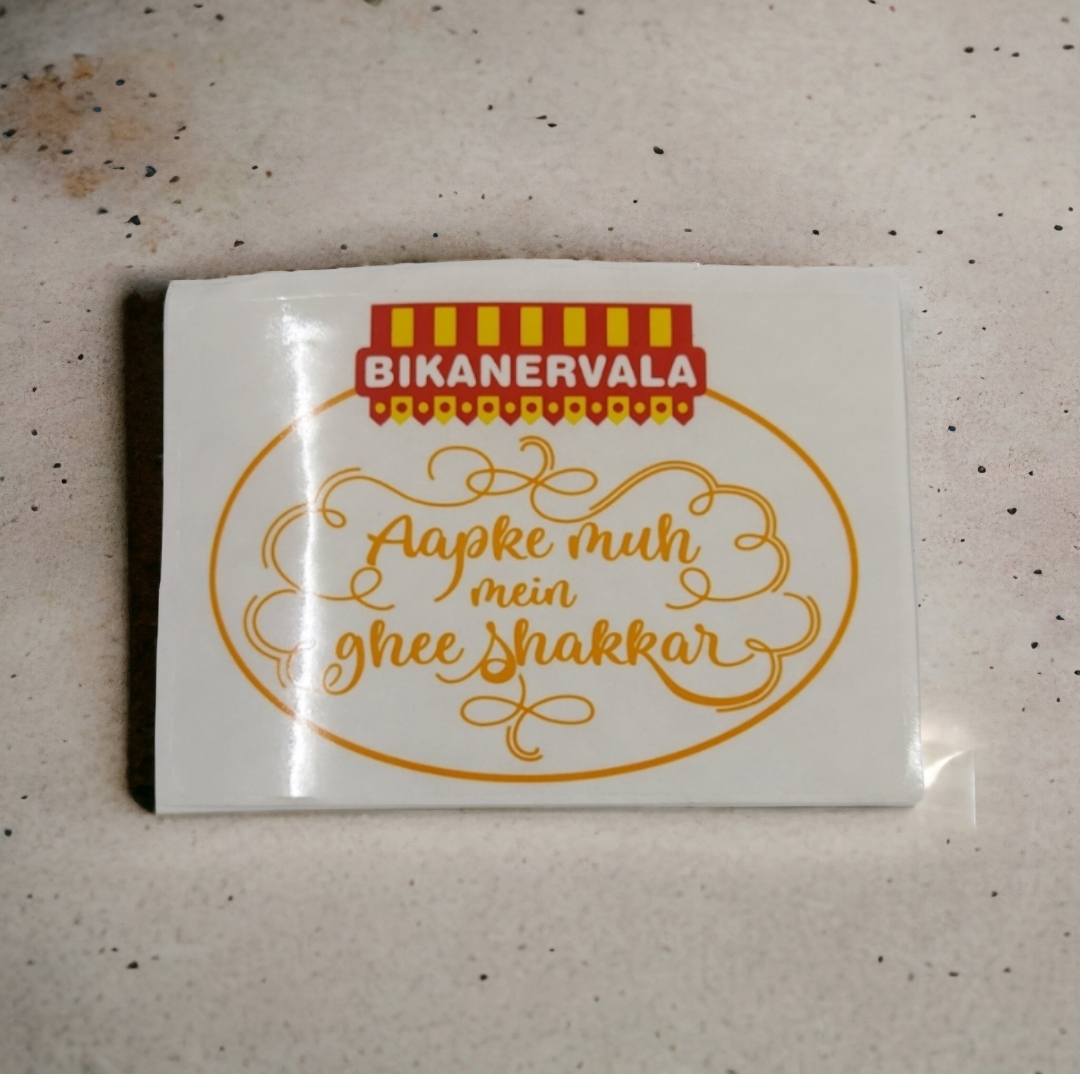 BIKANERVALA
Aapke muh
mein
ghee shakkar